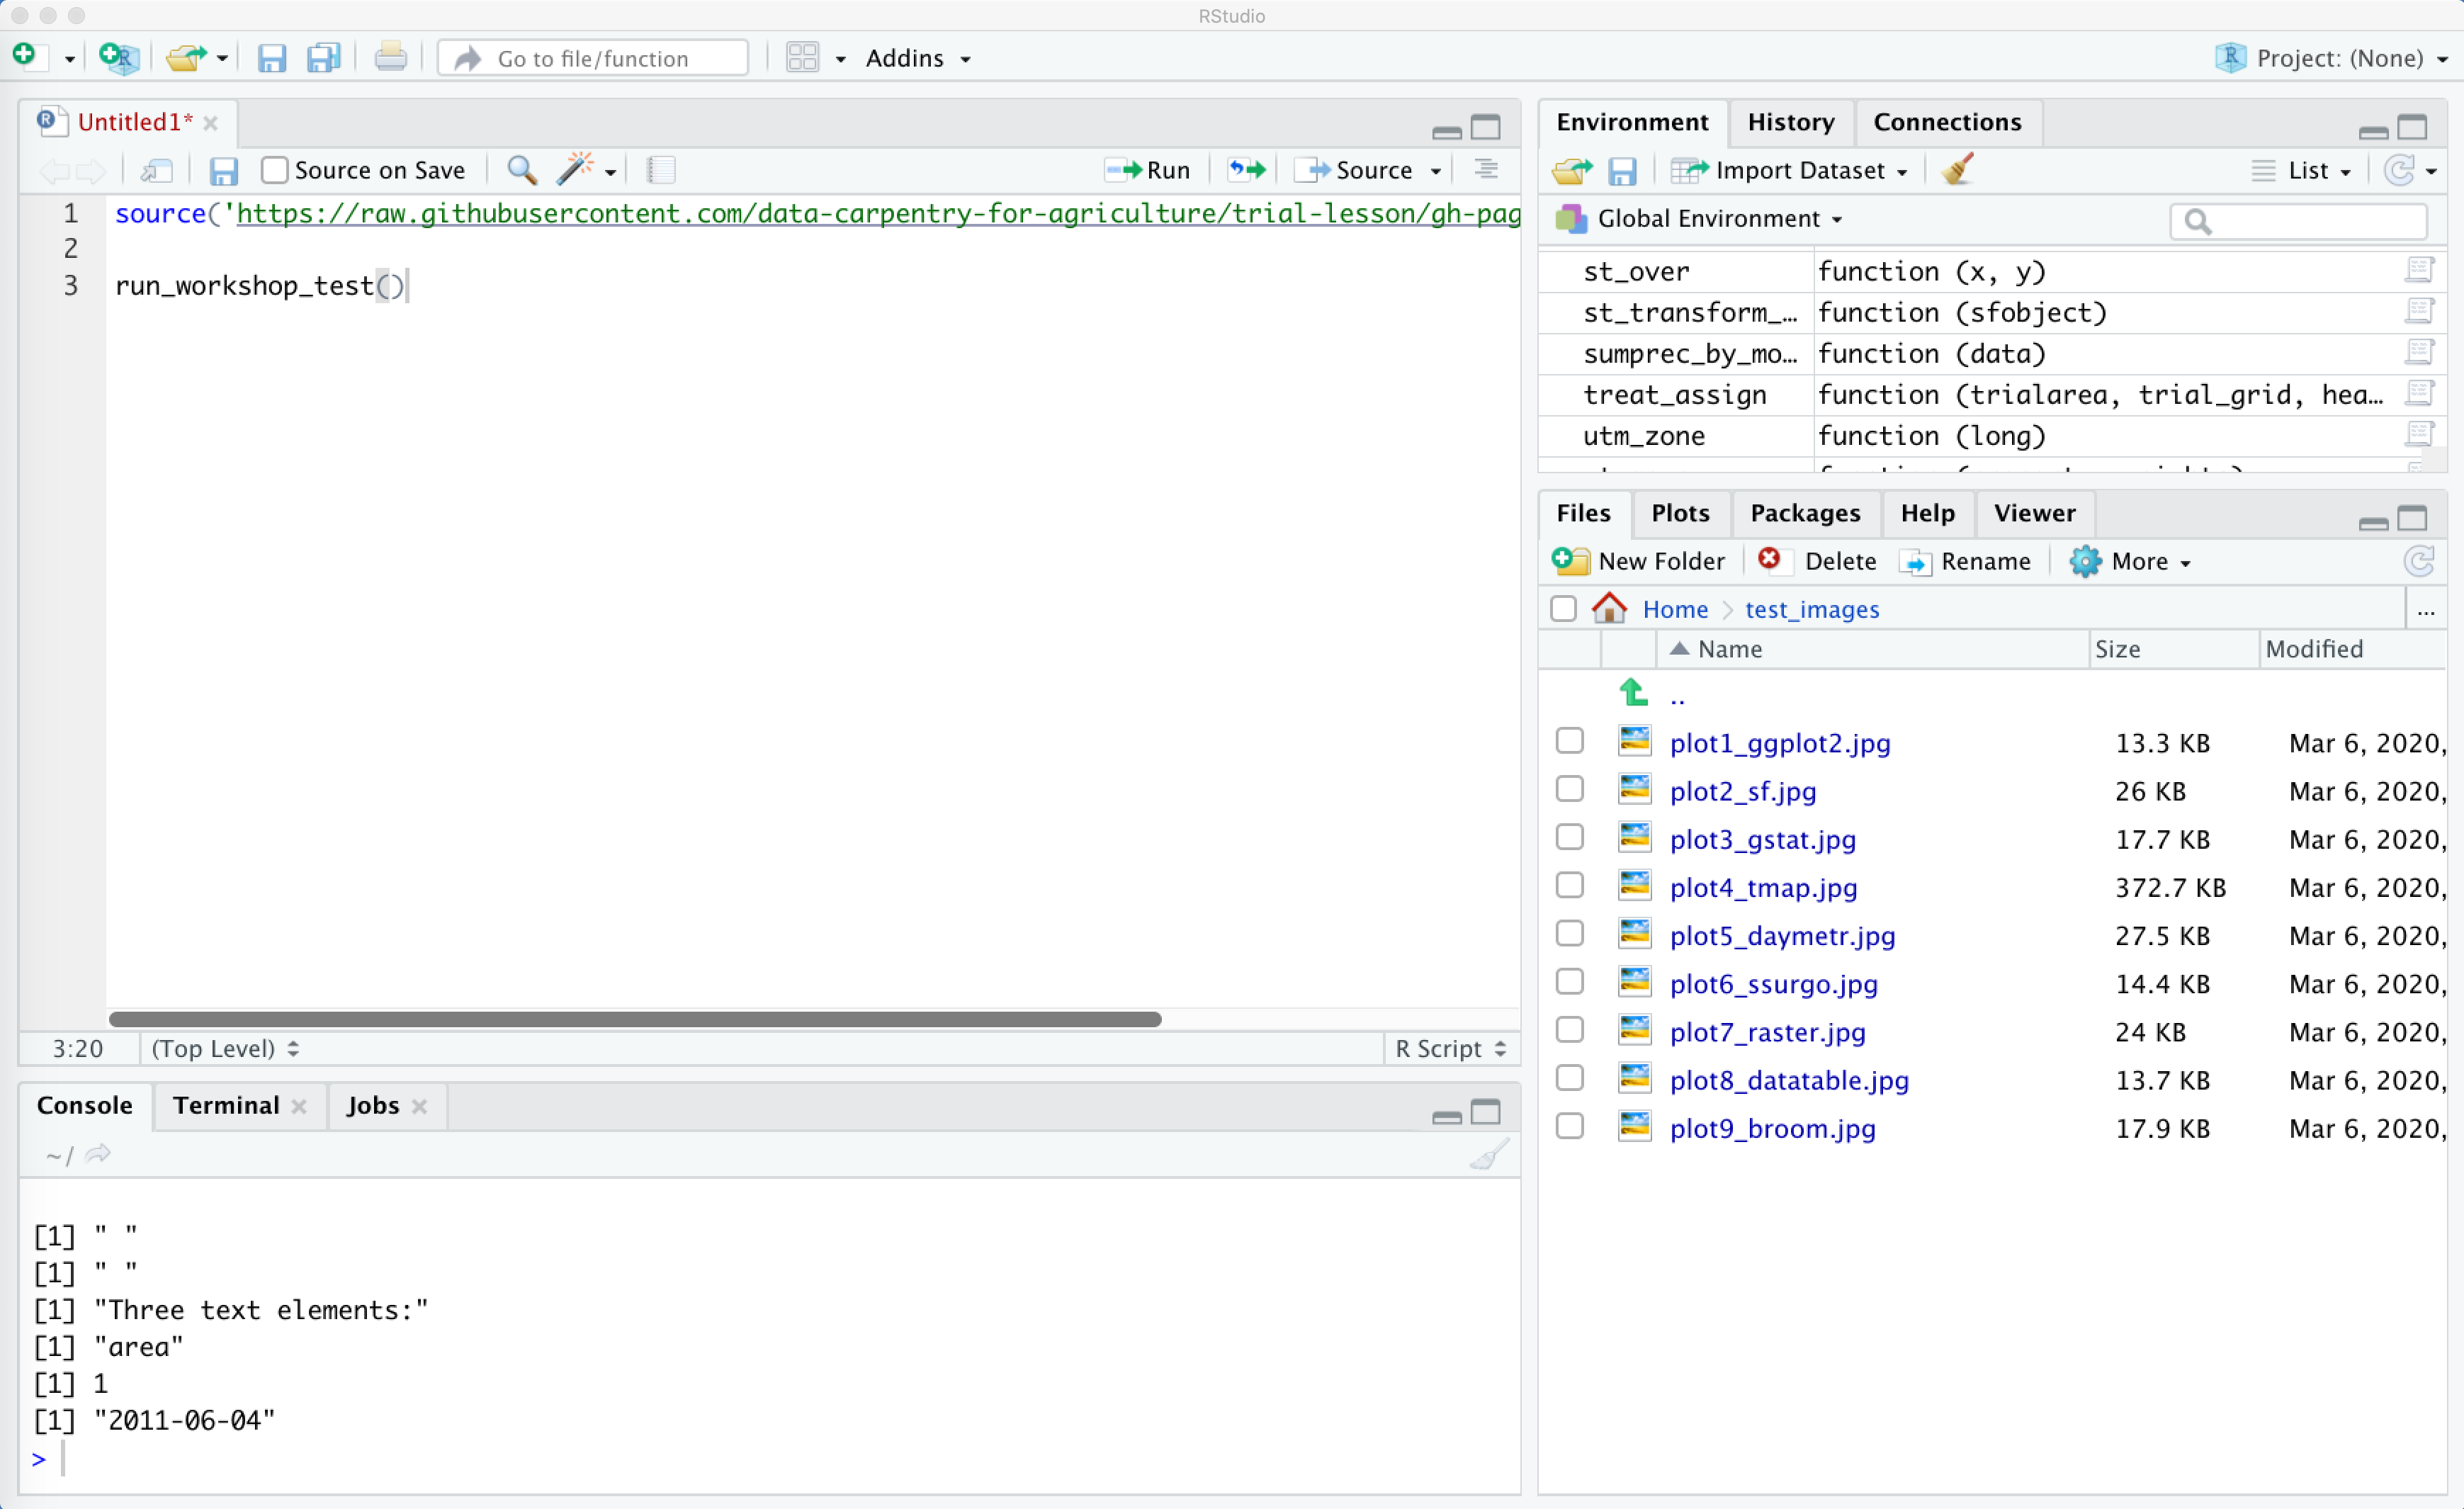 RStudio
Go to file/function
Addins
Project: (None)
Untitled1*
Source on Save
Run
Source
1 source('https://raw.githubusercontent.com/data-carpentry-for-agriculture/trial-lesson/gh-pag
2
3 run_workshop_test()
3:20
(Top Level)
R Script
Console
Terminal
Jobs
~/
[1] " "
[1] " "
[1] "Three text elements:"
[1] "area"
[1] 1
[1] "2011-06-04"
>
Environment
History
Connections
Import Dataset
List
Global Environment
st_over function (x, y)
st_transform_… function (sfobject)
sumprec_by_mo… function (data)
treat_assign function (trialarea, trial_grid, hea…
utm_zone function (long)
Files
Plots
Packages
Help
Viewer
New Folder
Delete
Rename
More
Home
test_images
...
Name Size Modified
..
plot1_ggplot2.jpg 13.3 KB Mar 6, 2020,
plot2_sf.jpg 26 KB Mar 6, 2020,
plot3_gstat.jpg 17.7 KB Mar 6, 2020,
plot4_tmap.jpg 372.7 KB Mar 6, 2020,
plot5_daymetr.jpg 27.5 KB Mar 6, 2020,
plot6_ssurgo.jpg 14.4 KB Mar 6, 2020,
plot7_raster.jpg 24 KB Mar 6, 2020,
plot8_datatable.jpg 13.7 KB Mar 6, 2020,
plot9_broom.jpg 17.9 KB Mar 6, 2020,